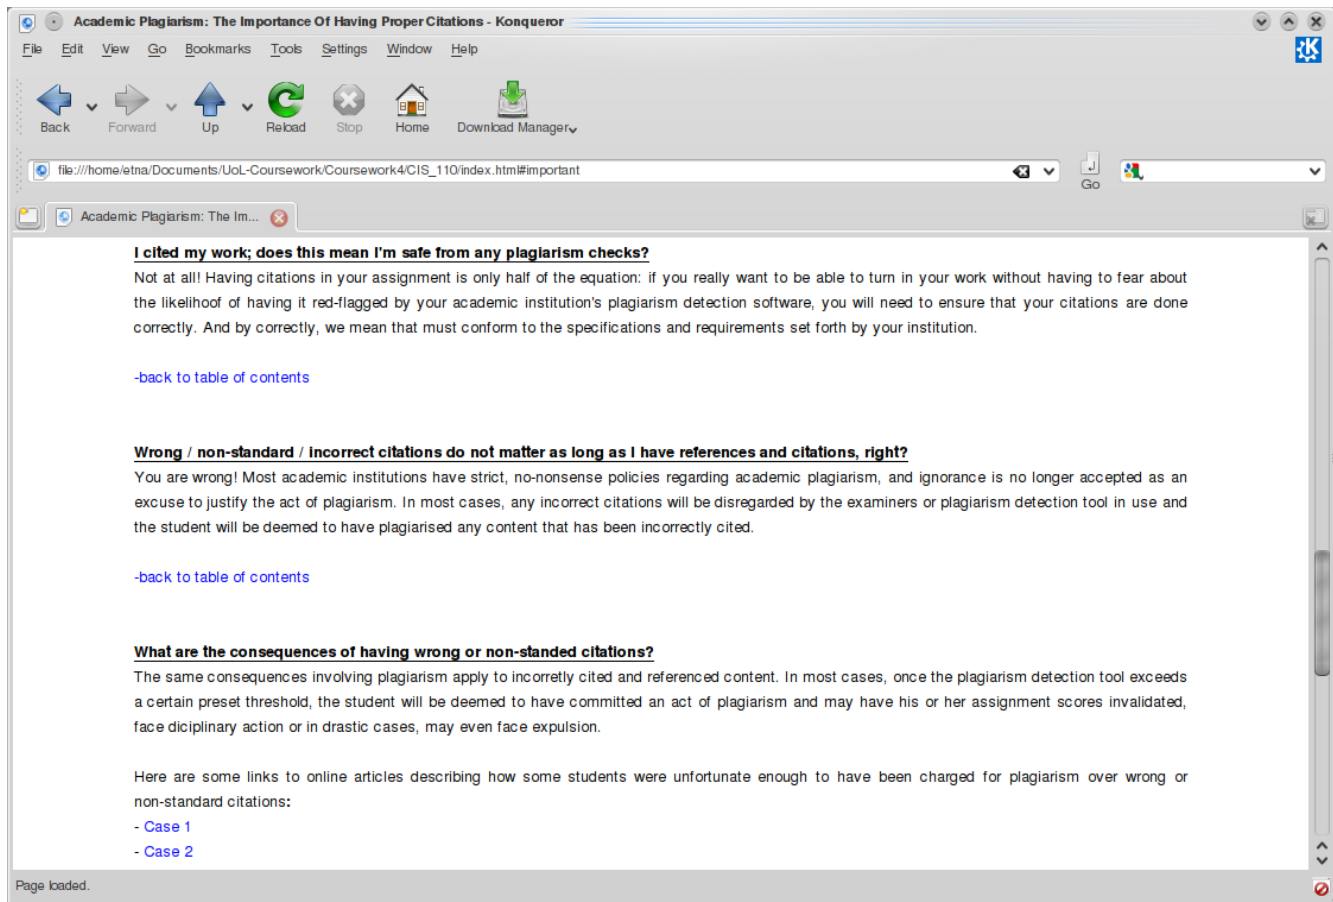 Academic Plagiarism: The Importance Of Having Proper Citations - Konqueror
File Edit View Go Bookmarks Tools Settings Window Help
Back Forward Up Reload Stop Home Download Manager
file:///home/etna/Documents/UoL-Coursework/Coursework4/CIS_110/index.html#important
Go
Academic Plagiarism: The Im...
I cited my work; does this mean I'm safe from any plagiarism checks?
Not at all! Having citations in your assignment is only half of the equation: if you really want to be able to turn in your work without having to fear about
the likelihoof of having it red-flagged by your academic institution's plagiarism detection software, you will need to ensure that your citations are done
correctly. And by correctly, we mean that must conform to the specifications and requirements set forth by your institution.
-back to table of contents
Wrong / non-standard / incorrect citations do not matter as long as I have references and citations, right?
You are wrong! Most academic institutions have strict, no-nonsense policies regarding academic plagiarism, and ignorance is no longer accepted as an
excuse to justify the act of plagiarism. In most cases, any incorrect citations will be disregarded by the examiners or plagiarism detection tool in use and
the student will be deemed to have plagiarised any content that has been incorrectly cited.
-back to table of contents
What are the consequences of having wrong or non-standed citations?
The same consequences involving plagiarism apply to incorretly cited and referenced content. In most cases, once the plagiarism detection tool exceeds
a certain preset threshold, the student will be deemed to have committed an act of plagiarism and may have his or her assignment scores invalidated,
face diciplinary action or in drastic cases, may even face expulsion.
Here are some links to online articles describing how some students were unfortunate enough to have been charged for plagiarism over wrong or
non-standard citations:
- Case 1
- Case 2
Page loaded.